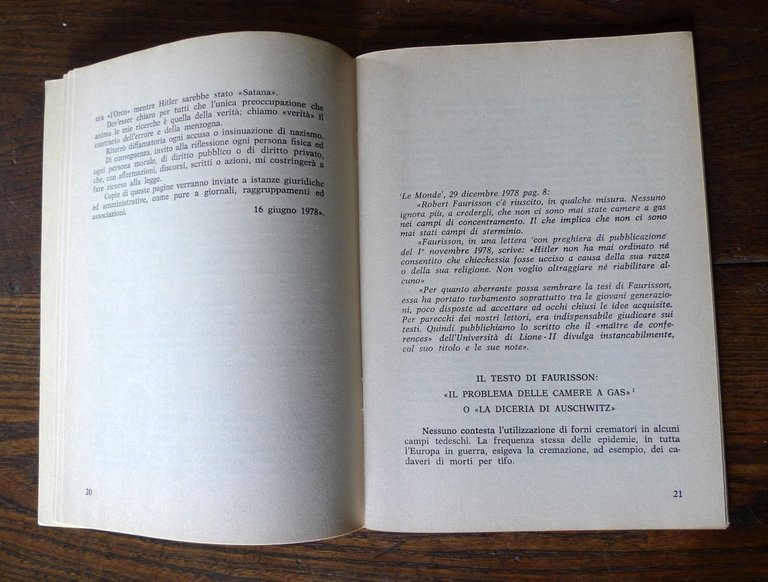 era «l'Orco» mentre Hitler sarebbe stato «Satana».
Dev'esser chiaro per tutti che l'unica preoccupazione che
anima le mie ricerche è quella della verità; chiamo «verità» il
contrario dell'errore e della menzogna.
Riterrò diffamatoria ogni accusa o insinuazione di nazismo.
Di conseguenza, invito alla riflessione ogni persona fisica ed
ogni persona morale, di diritto pubblico o di diritto privato,
che, con affermazioni, discorsi, scritti o azioni, mi costringerà a
fare ricorso alla legge.
Copie di queste pagine verranno inviate a istanze giuridiche
ed amministrative, come pure a giornali, raggruppamenti ed
associazioni.
16 giugno 1978».
20
'Le Monde', 29 dicembre 1978 pag. 8:
«Robert Faurisson c'è riuscito, in qualche misura. Nessuno
ignora più, a credergli, che non ci sono mai state camere a gas
nei campi di concentramento. Il che implica che non ci sono
mai stati campi di sterminio.
«Faurisson, in una lettera 'con preghiera di pubblicazione'
del 1° novembre 1978, scrive: «Hitler non ha mai ordinato né
consentito che chicchessia fosse ucciso a causa della sua razza
o della sua religione. Non voglio oltraggiare né riabilitare al-
cuno»
«Per quanto aberrante possa sembrare la tesi di Faurisson,
essa ha portato turbamento soprattutto tra le giovani generazio-
ni, poco disposte ad accettare ad occhi chiusi le idee acquisite.
Per parecchi dei nostri lettori, era indispensabile giudicare sui
testi. Quindi pubblichiamo lo scritto che il «maître de confe-
rences» dell'Università di Lione-II divulga instancabilmente,
col suo titolo e le sue note».
IL TESTO DI FAURISSON:
«IL PROBLEMA DELLE CAMERE A GAS»¹
O «LA DICERIA DI AUSCHWITZ»
Nessuno contesta l'utilizzazione di forni crematori in alcuni
campi tedeschi. La frequenza stessa delle epidemie, in tutta
l'Europa in guerra, esigeva la cremazione, ad esempio, dei ca-
daveri di morti per tifo.
21